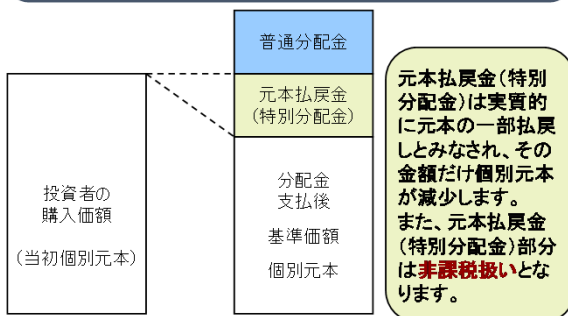 普通分配金
元本払戻金
(特別分配金)
投資者の
購入価額
(当初個別元本)
分配金
支払後
基準価額
個別元本
元本払戻金(特別
分配金)は実質的
に元本の一部払戻
しとみなされ、その
金額だけ個別元本
が減少します。
また、元本払戻金
(特別分配金)部分
は非課税扱いとな
ります。